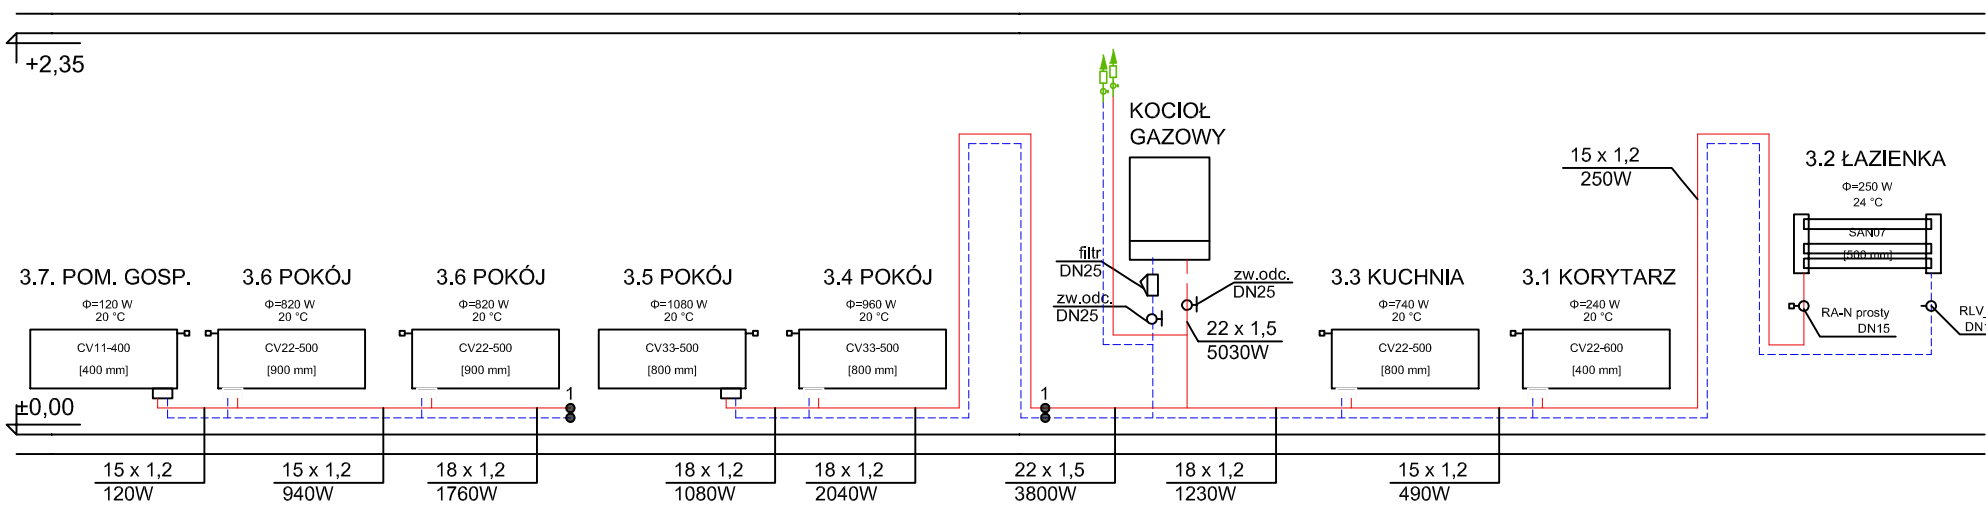 +2,35
KOCIOŁ
GAZOWY
15 x 1,2
250W
3.2 ŁAZIENKA
Φ=250 W
24 °C
SAN07
[500 mm]
filtr
DN25
zw.odc.
DN25
zw.odc.
DN25
22 x 1,5
5030W
RA-N prosty
DN15
RLV_
3.7. POM. GOSP.
Φ=120 W
20 °C
CV11-400
[400 mm]
3.6 POKÓJ
Φ=820 W
20 °C
CV22-500
[900 mm]
3.6 POKÓJ
Φ=820 W
20 °C
CV22-500
[900 mm]
3.5 POKÓJ
Φ=1080 W
20 °C
CV33-500
[800 mm]
3.4 POKÓJ
Φ=960 W
20 °C
CV33-500
[800 mm]
3.3 KUCHNIA
Φ=740 W
20 °C
CV22-500
[800 mm]
3.1 KORYTARZ
Φ=240 W
20 °C
CV22-600
[400 mm]
±0,00
1
1
15 x 1,2
120W
15 x 1,2
940W
18 x 1,2
1760W
18 x 1,2
1080W
18 x 1,2
2040W
22 x 1,5
3800W
18 x 1,2
1230W
15 x 1,2
490W